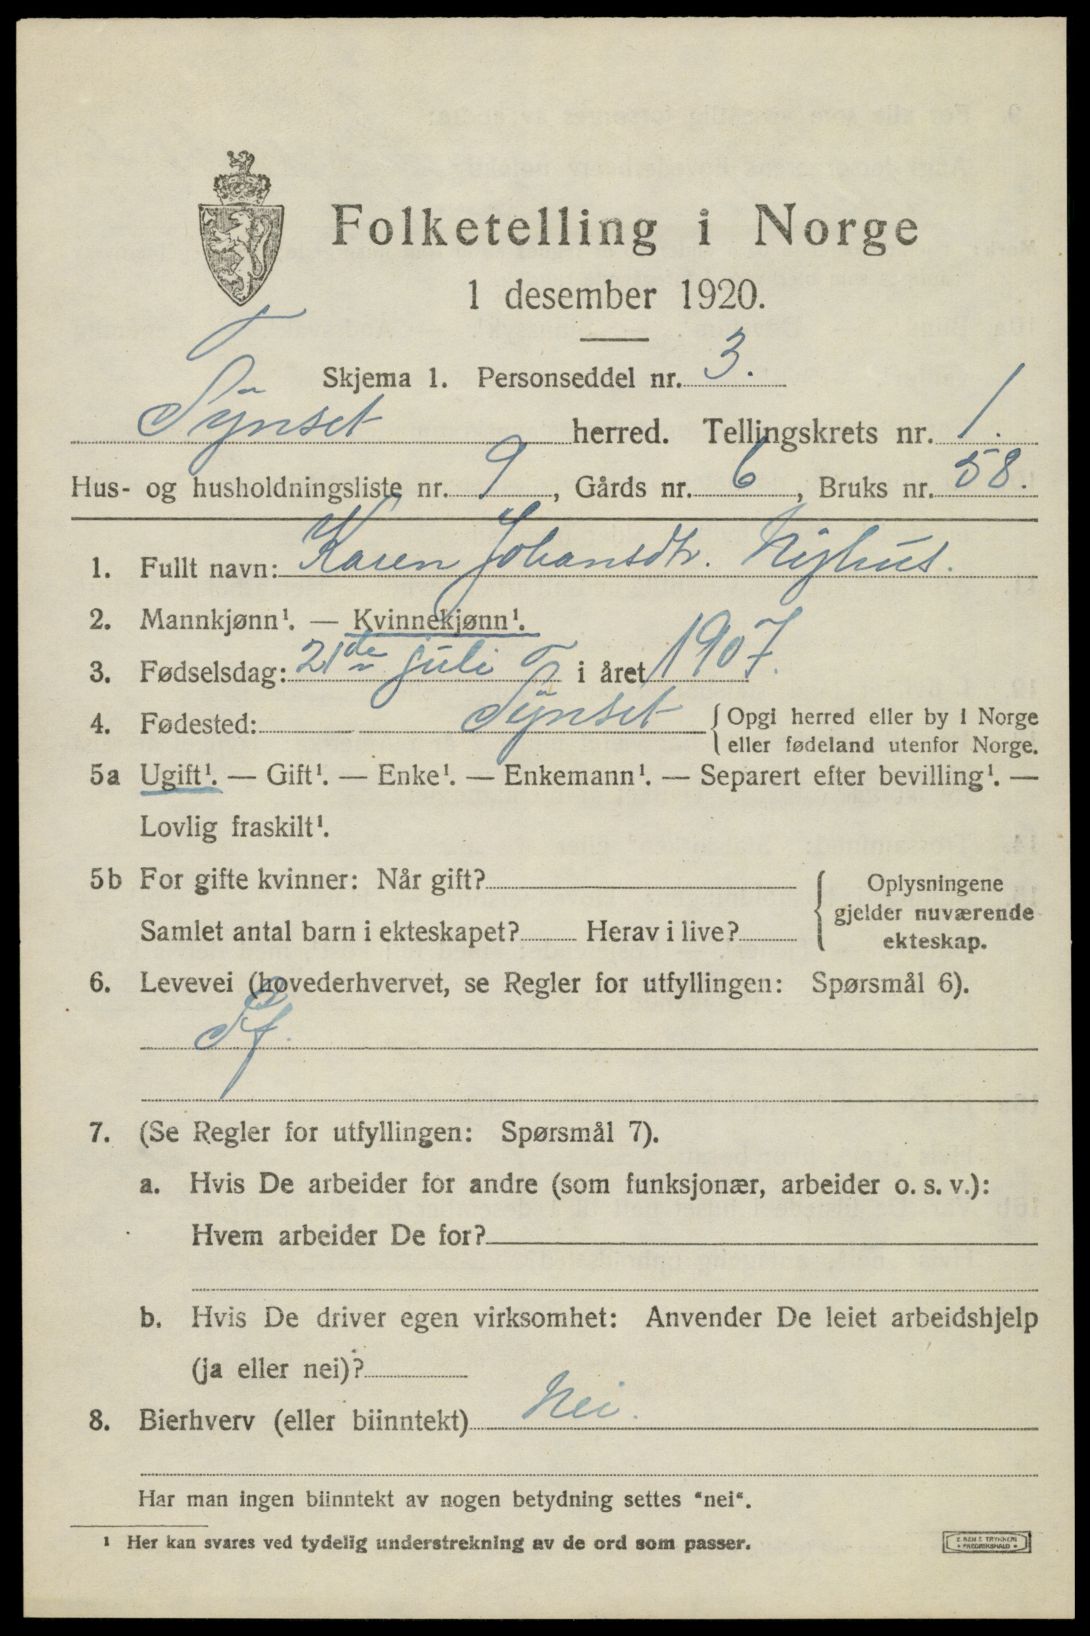 Folketelling i Norge
1 desember 1920.
Skjema 1. Personseddel nr. 3.
Tynset herred. Tellingskrets nr. 1.
Hus- og husholdningsliste nr. 9, Gårds nr. 6, Bruks nr. 58.
1. Fullt navn: Karen Johansdtr. Nyhus.
2. Mannkjønn¹. — Kvinnekjønn¹.
3. Fødselsdag: 21de juli i året 1907.
4. Fødested: Tynset { Opgi herred eller by i Norge
eller fødeland utenfor Norge.
5a Ugift¹. — Gift¹. — Enke¹. — Enkemann¹. — Separert efter bevilling¹. —
Lovlig fraskilt¹.
5b For gifte kvinner: Når gift? { Oplysningene
gjelder nuværende
Samlet antal barn i ekteskapet? Herav i live? ekteskap.
6. Levevei (hovederhvervet, se Regler for utfyllingen: Spørsmål 6).
7. (Se Regler for utfyllingen: Spørsmål 7).
a. Hvis De arbeider for andre (som funksjonær, arbeider o. s. v.):
Hvem arbeider De for?
b. Hvis De driver egen virksomhet: Anvender De leiet arbeidshjelp
(ja eller nei)?
8. Bierhverv (eller biinntekt) Nei.
Har man ingen biinntekt av nogen betydning settes "nei".
¹ Her kan svares ved tydelig understrekning av de ord som passer.